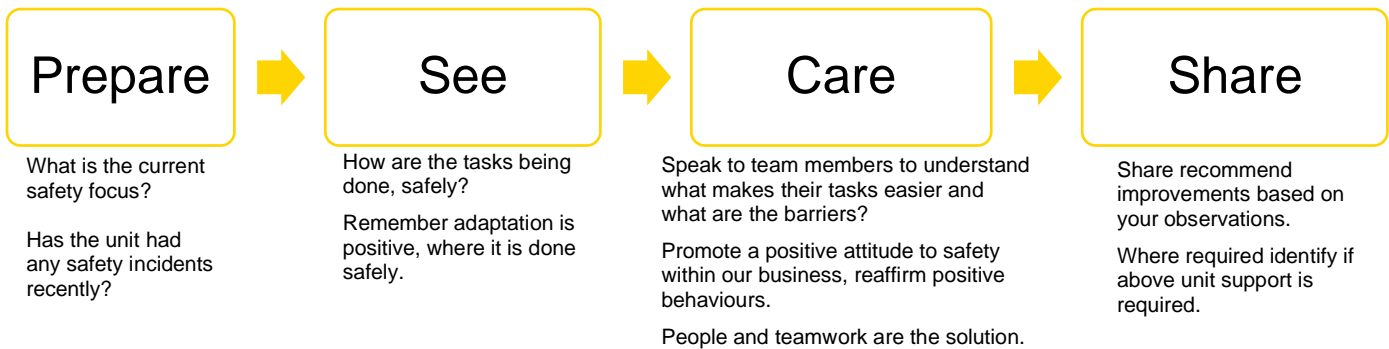 Prepare
What is the current
safety focus?
Has the unit had
any safety incidents
recently?
See
How are the tasks being
done, safely?
Remember adaptation is
positive, where it is done
safely.
Care
Speak to team members to understand
what makes their tasks easier and
what are the barriers?
Promote a positive attitude to safety
within our business, reaffirm positive
behaviours.
People and teamwork are the solution.
Share
Share recommend
improvements based on
your observations.
Where required identify if
above unit support is
required.